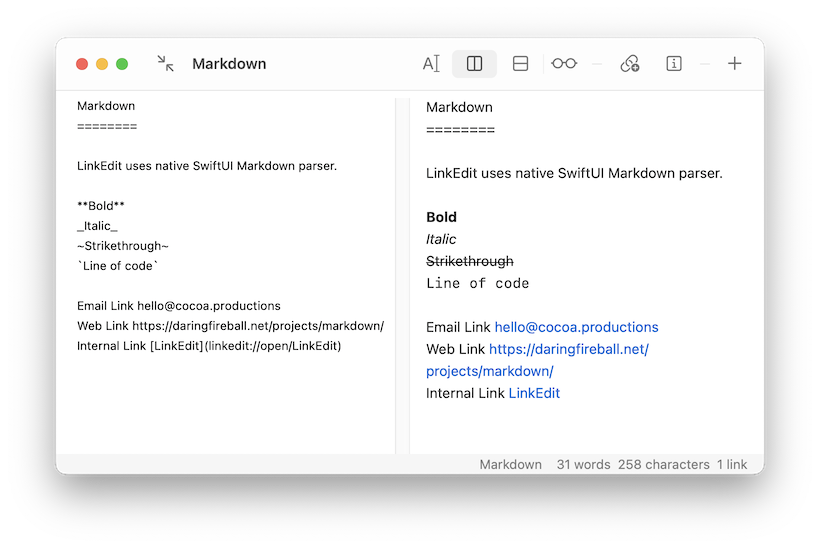 Markdown
Markdown
========
LinkEdit uses native SwiftUI Markdown parser.
**Bold**
_Italic_
~Strikethrough~
`Line of code`
Email Link hello@cocoa.productions
Web Link https://daringfireball.net/projects/markdown/
Internal Link [LinkEdit](linkedit://open/LinkEdit)
Markdown
========
LinkEdit uses native SwiftUI Markdown parser.
Bold
Italic
Strikethrough
Line of code
Email Link hello@cocoa.productions
Web Link https://daringfireball.net/
projects/markdown/
Internal Link LinkEdit
Markdown 31 words 258 characters 1 link